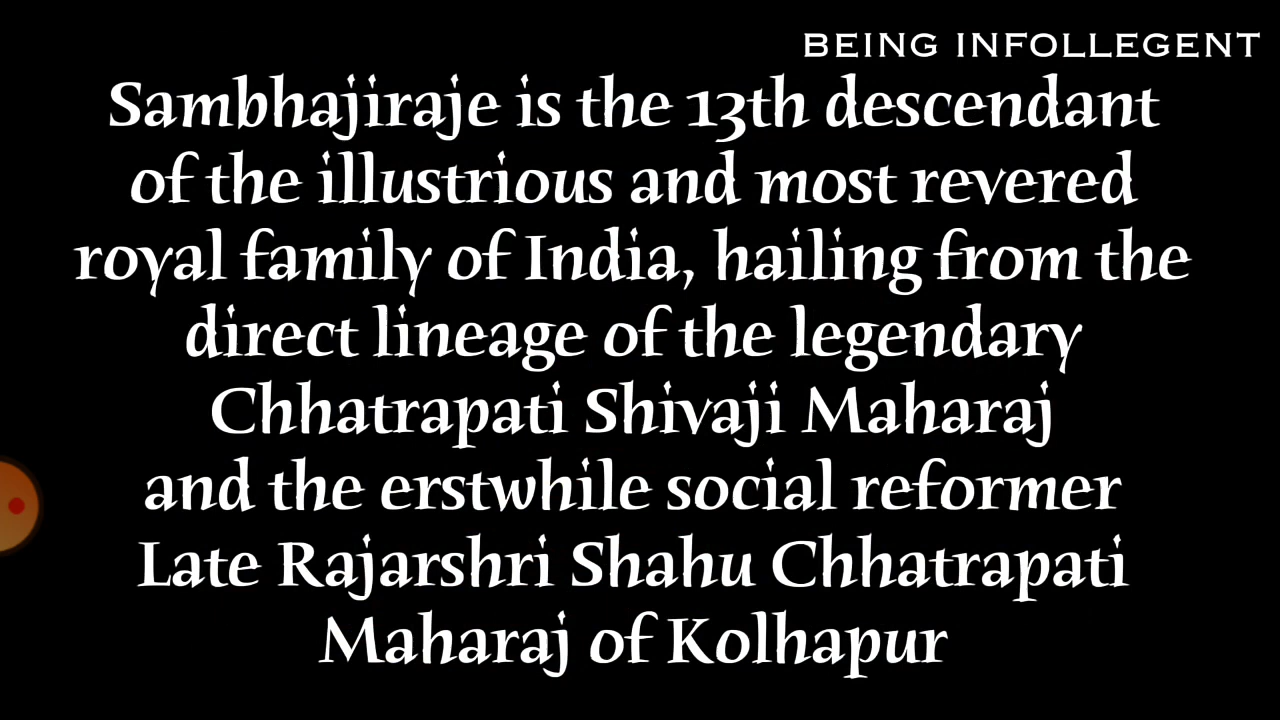 BEING INFOLLEGENT
Sambhajiraje is the 13th descendant
of the illustrious and most revered
royal family of India, hailing from the
direct lineage of the legendary
Chhatrapati Shivaji Maharaj
and the erstwhile social reformer
Late Rajarshri Shahu Chhatrapati
Maharaj of Kolhapur